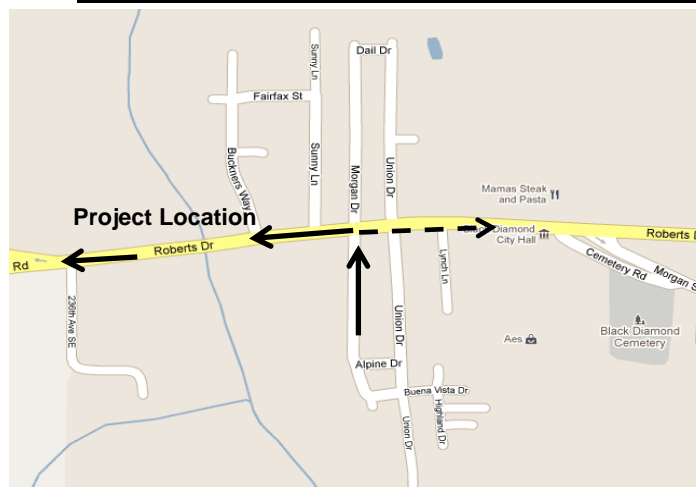 Dail Dr
Sunny Ln
Fairfax St
Buckners Way
Sunny Ln
Morgan Dr
Union Dr
Mamas Steak
and Pasta
Project Location
Black Diamond
City Hall
Roberts D
Roberts Dr
Rd
Lynch Ln
Cemetery Rd
Morgan S
236th Ave SE
Union Dr
Aes
Black Diamond
Cemetery
Alpine Dr
Buena Vista Dr
Highland Dr
Union Dr